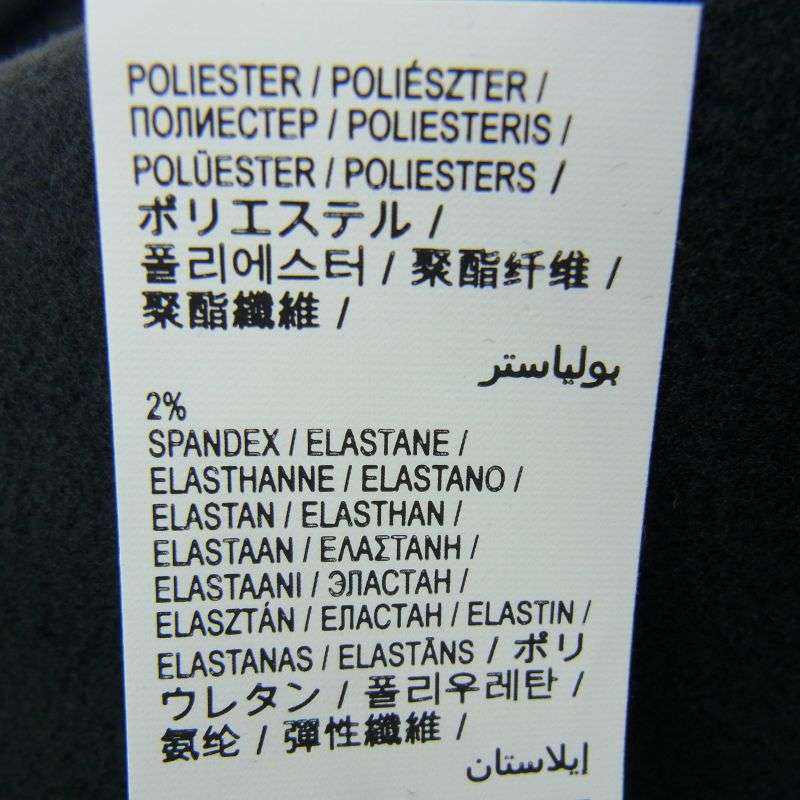 POLIESTER / POLIÉSZTER /
ПОЛИЕСТЕР / POLIESTERIS /
POLÜESTER / POLIESTERS /
ポリエステル /
폴리에스터 / 聚酯纤维 /
聚酯纖維 /
بولياستر
2%
SPANDEX / ELASTANE /
ELASTHANNE / ELASTANO /
ELASTAN / ELASTHAN /
ELASTAAN / ΕΛΑΣΤΑΝΗ /
ELASTAANI / ЭЛАСТАН /
ELASZTÁN / ЕЛАСТАН / ELASTIN /
ELASTANAS / ELASTĀNS / ポリ
ウレタン / 폴리우레탄 /
氨纶 / 彈性纖維 /
إيلاستان